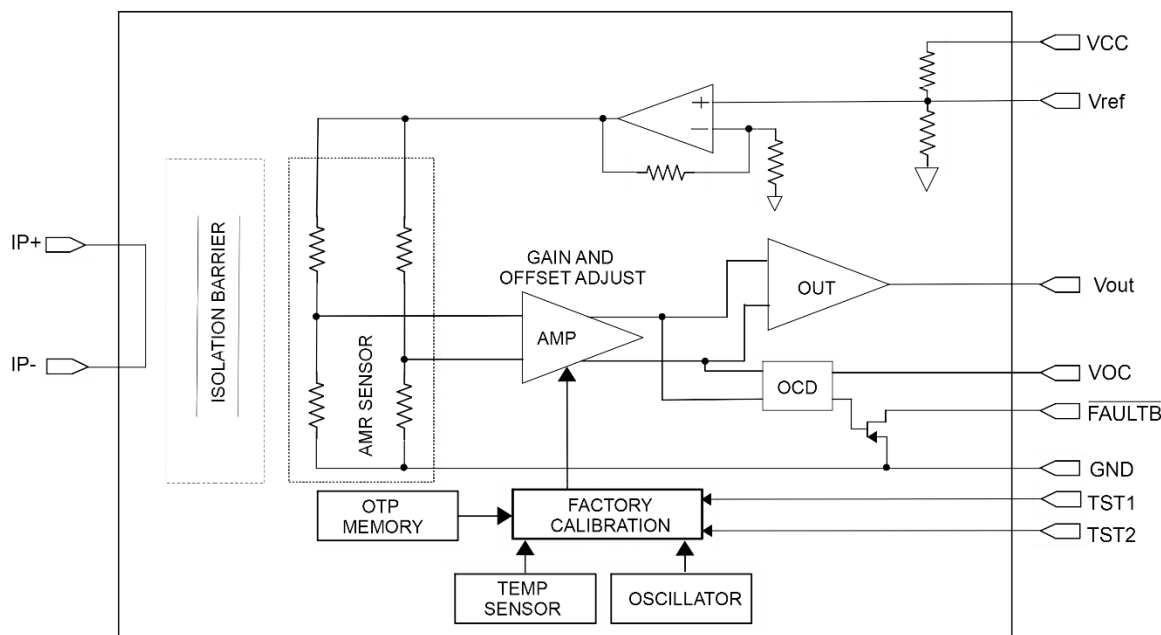 VCC
Vref
+
−
IP+
IP-
ISOLATION BARRIER
AMR SENSOR
GAIN AND
OFFSET ADJUST
AMP
OUT
Vout
OCD
VOC
FAULTB
GND
OTP
MEMORY
FACTORY
CALIBRATION
TST1
TST2
TEMP
SENSOR
OSCILLATOR